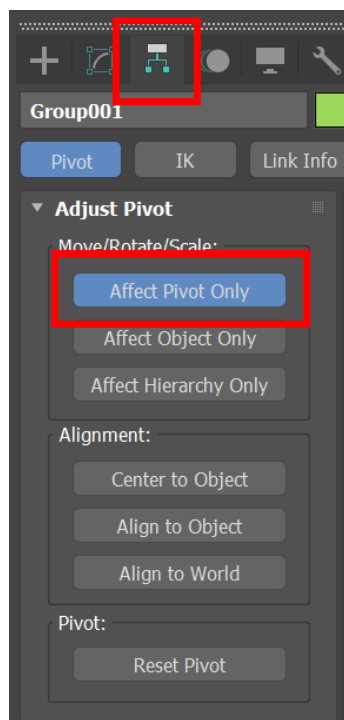 Group001
Pivot IK Link Info
Adjust Pivot
Move/Rotate/Scale:
Affect Pivot Only
Affect Object Only
Affect Hierarchy Only
Alignment:
Center to Object
Align to Object
Align to World
Pivot:
Reset Pivot